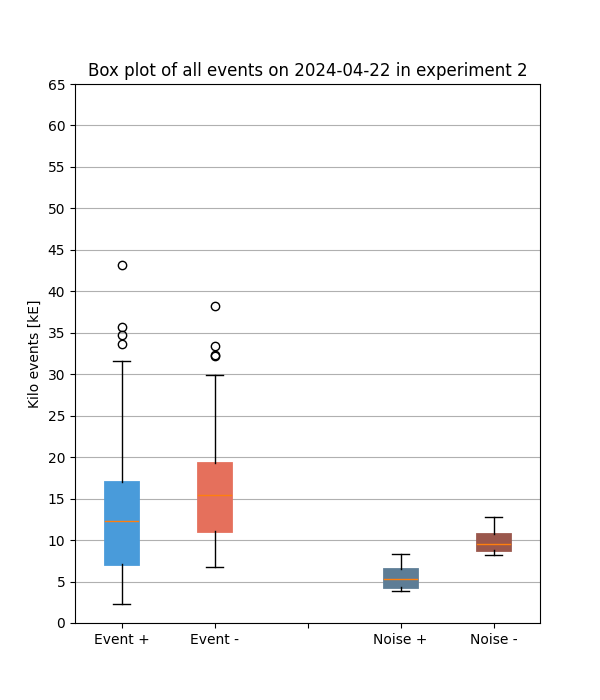 Box plot of all events on 2024-04-22 in experiment 2
65
60
55
50
45
40
35
30
25
20
15
10
5
0
Kilo events [kE]
Event +
Event -
Noise +
Noise -